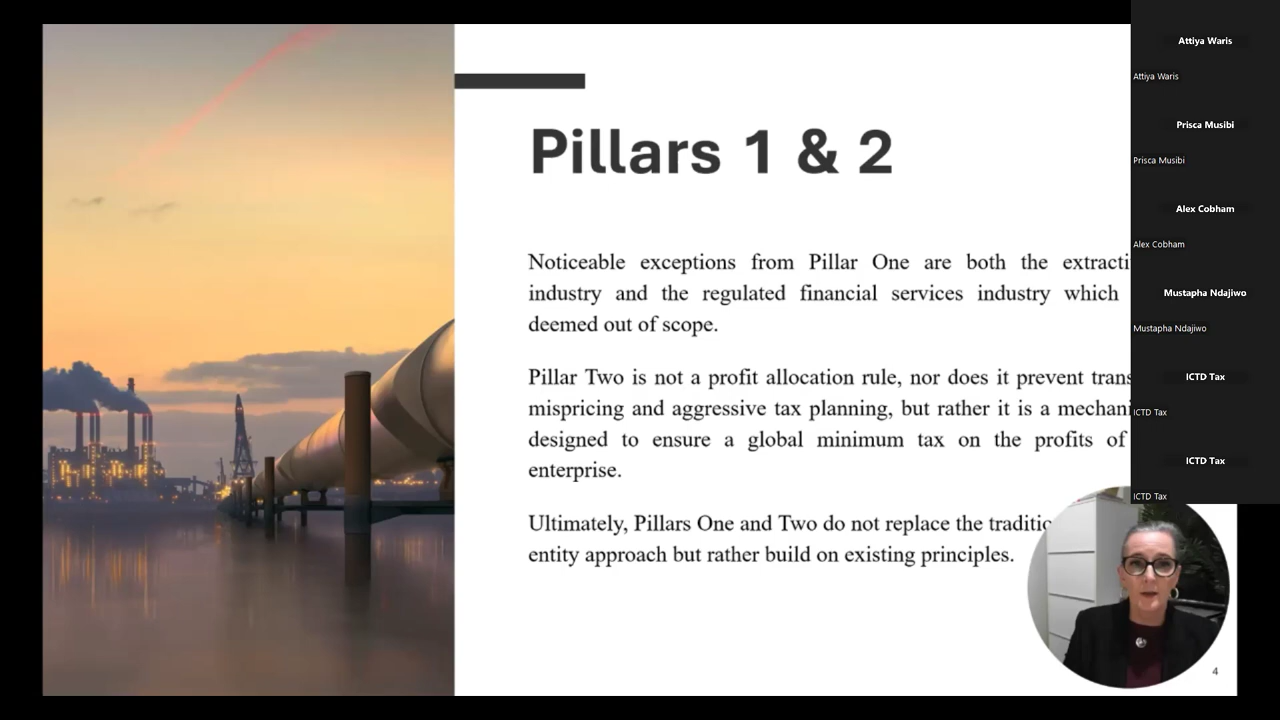 Pillars 1 & 2
Noticeable exceptions from Pillar One are both the extracti
industry and the regulated financial services industry which
deemed out of scope.
Pillar Two is not a profit allocation rule, nor does it prevent trans
mispricing and aggressive tax planning, but rather it is a mechani
designed to ensure a global minimum tax on the profits of
enterprise.
Ultimately, Pillars One and Two do not replace the traditio
entity approach but rather build on existing principles.
4
Attiya Waris
Attiya Waris
Prisca Musibi
Prisca Musibi
Alex Cobham
Alex Cobham
Mustapha Ndajiwo
Mustapha Ndajiwo
ICTD Tax
ICTD Tax
ICTD Tax
ICTD Tax